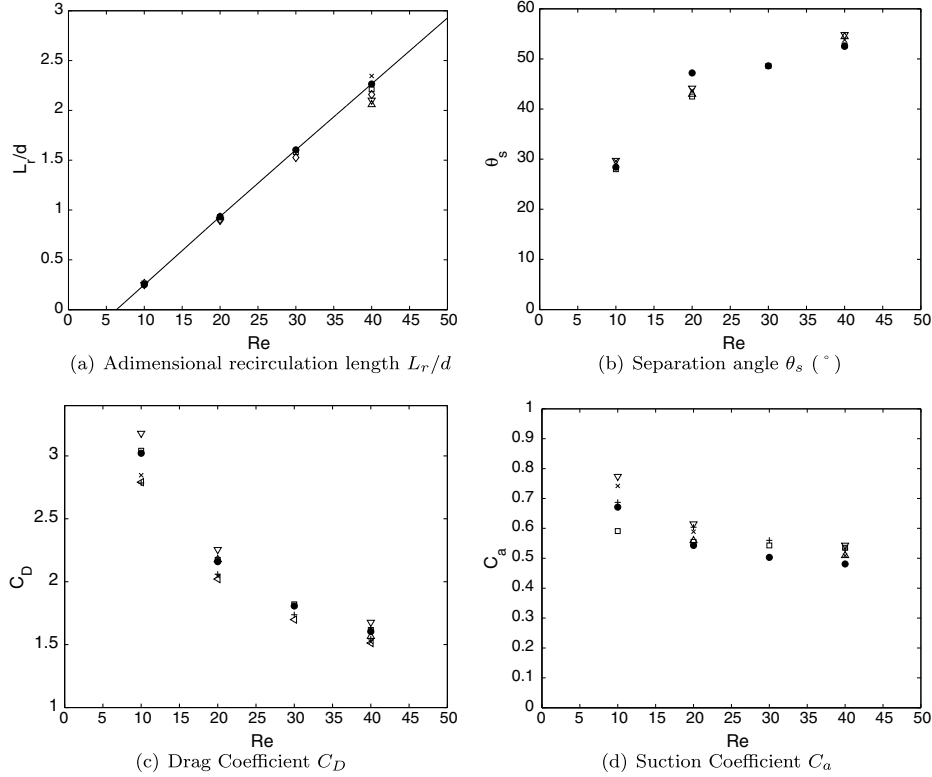 3
2.5
2
1.5
1
0.5
0
L_r/d
0 5 10 15 20 25 30 35 40 45 50
Re
(a) Adimensional recirculation length L_r/d
60
50
40
30
20
10
0
θ_s
0 5 10 15 20 25 30 35 40 45 50
Re
(b) Separation angle θ_s (°)
3
2.5
2
1.5
1
C_D
0 5 10 15 20 25 30 35 40 45 50
Re
(c) Drag Coefficient C_D
1
0.9
0.8
0.7
0.6
0.5
0.4
0.3
0.2
0.1
0
C_a
0 5 10 15 20 25 30 35 40 45 50
Re
(d) Suction Coefficient C_a